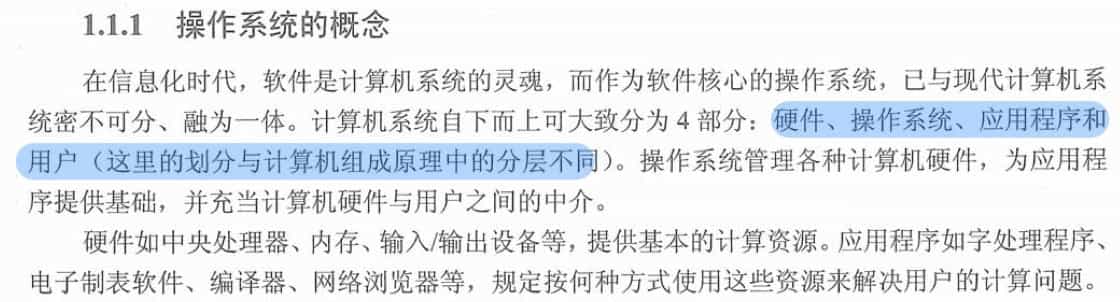 1.1.1 操作系统的概念
在信息化时代，软件是计算机系统的灵魂，而作为软件核心的操作系统，已与现代计算机系
统密不可分、融为一体。计算机系统自下而上可大致分为 4 部分：硬件、操作系统、应用程序和
用户（这里的划分与计算机组成原理中的分层不同）。操作系统管理各种计算机硬件，为应用程
序提供基础，并充当计算机硬件与用户之间的中介。
硬件如中央处理器、内存、输入/输出设备等，提供基本的计算资源。应用程序如字处理程序、
电子制表软件、编译器、网络浏览器等，规定按何种方式使用这些资源来解决用户的计算问题。